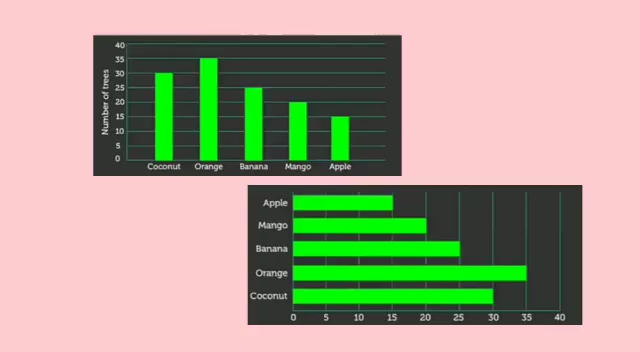 Number of trees
40
35
30
25
20
15
10
5
0
Coconut Orange Banana Mango Apple
Apple
Mango
Banana
Orange
Coconut
0 5 10 15 20 25 30 35 40